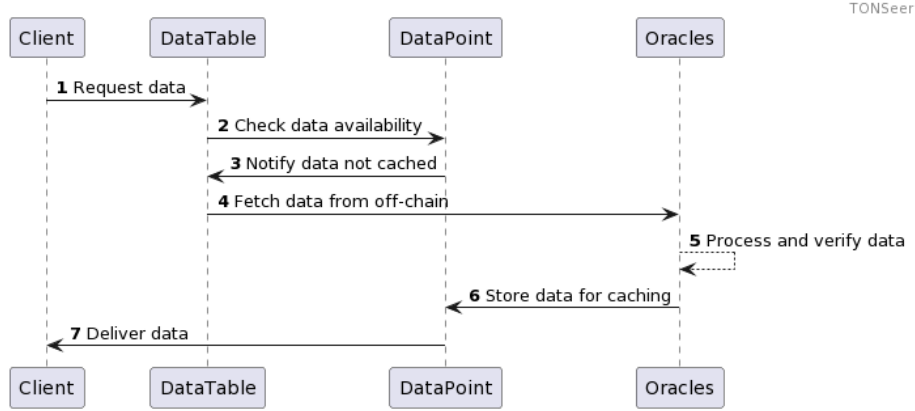 TONSeer
Client DataTable DataPoint Oracles
1 Request data
2 Check data availability
3 Notify data not cached
4 Fetch data from off-chain
5 Process and verify data
6 Store data for caching
7 Deliver data
Client DataTable DataPoint Oracles